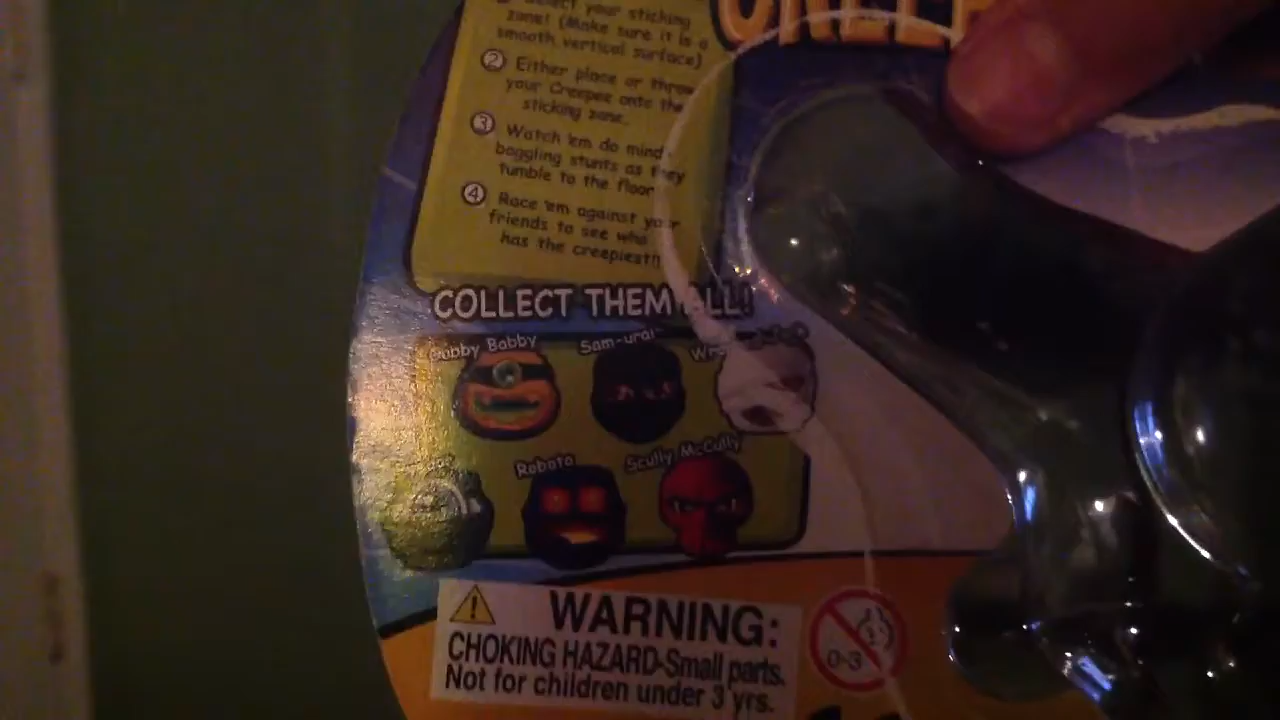 CREEP
Select your sticking
zone! (Make sure it is a
smooth vertical surface)
2 Either place or throw
your Creepee onto the
sticking zone.
3 Watch 'em do mind
boggling stunts as they
tumble to the floor
4 Race 'em against your
friends to see who
has the creepiest!!
COLLECT THEM ALL!
Bobby
Sam-urai
Roboto
Scully McCully
WARNING:
CHOKING HAZARD-Small parts.
Not for children under 3 yrs.
0-3